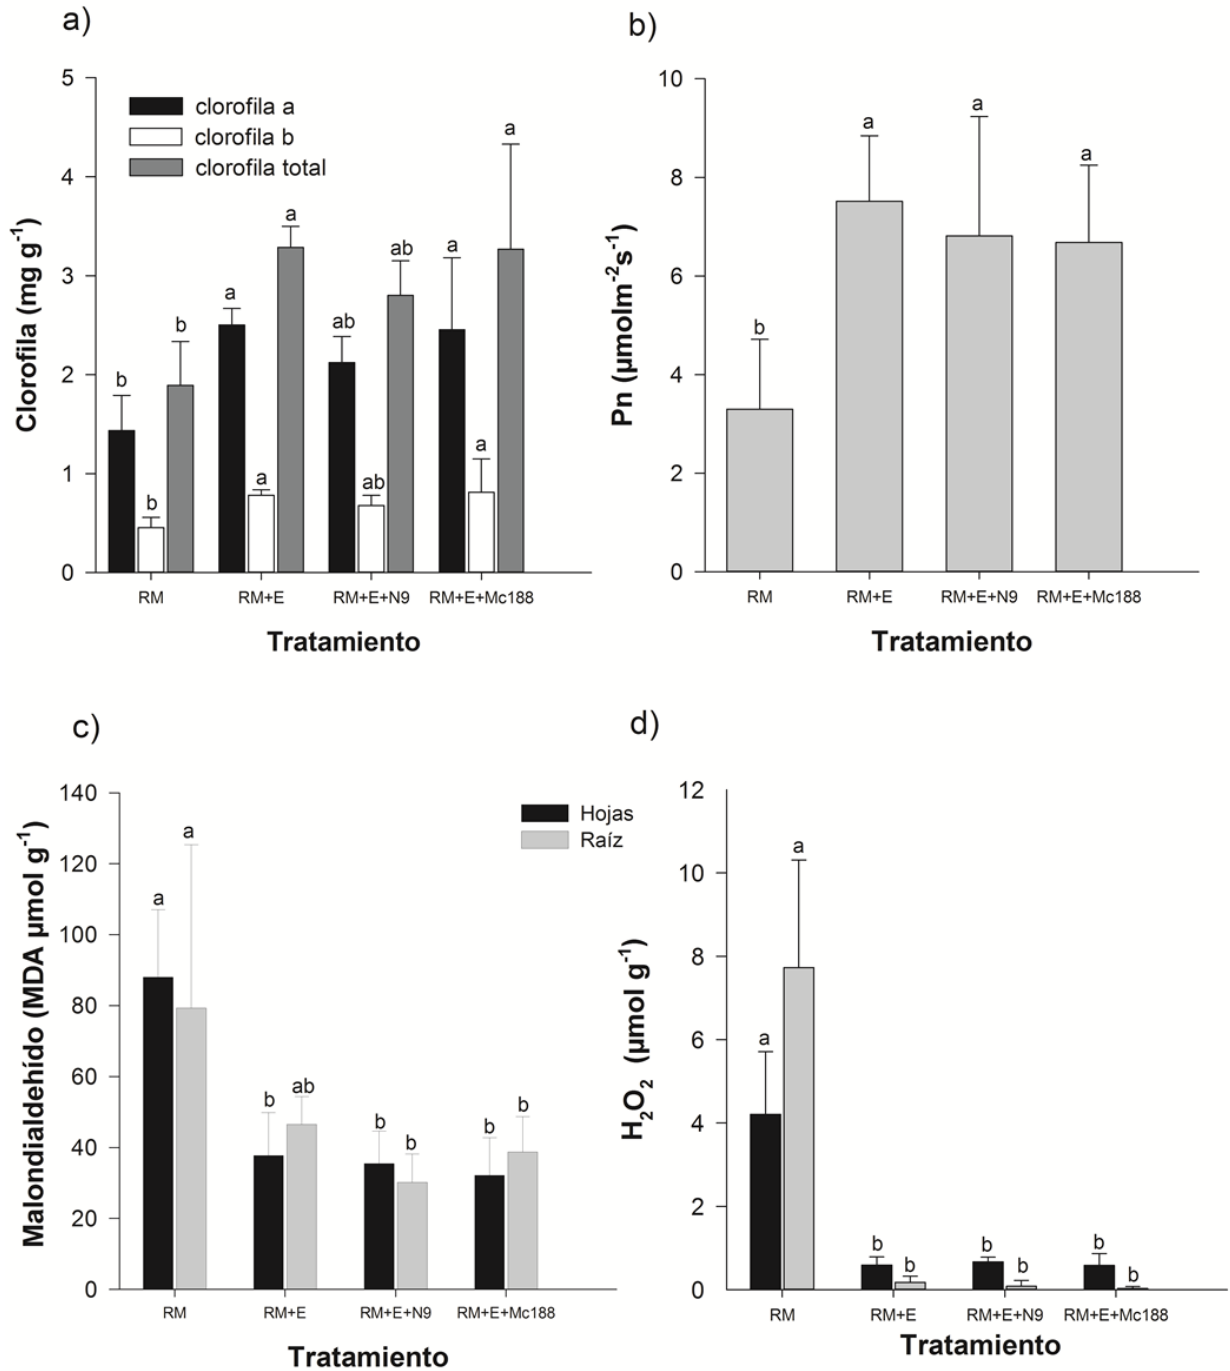 a)
5
4
3
2
1
0
Clorofila (mg g⁻¹)
clorofila a
clorofila b
clorofila total
b
b
b
a
a
a
ab
ab
ab
a
a
a
RM
RM+E
RM+E+N9
RM+E+Mc188
Tratamiento
b)
10
8
6
4
2
0
Pn (µmolm⁻²s⁻¹)
b
a
a
a
RM
RM+E
RM+E+N9
RM+E+Mc188
Tratamiento
c)
140
120
100
80
60
40
20
0
Malondialdehído (MDA µmol g⁻¹)
Hojas
Raíz
a
a
b
ab
b
b
b
b
RM
RM+E
RM+E+N9
RM+E+Mc188
Tratamiento
d)
12
10
8
6
4
2
0
H₂O₂ (µmol g⁻¹)
a
a
b
b
b
b
b
b
RM
RM+E
RM+E+N9
RM+E+Mc188
Tratamiento